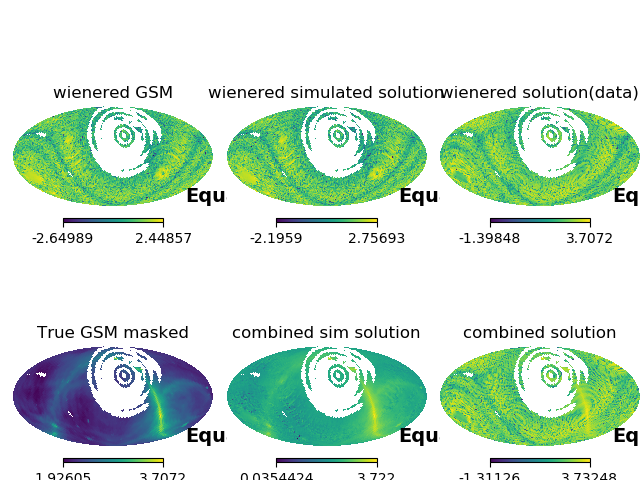 wienered GSM
wienered simulated solution
wienered solution(data)
Equ
Equ
Eq
-2.64989 2.44857
-2.1959 2.75693
-1.39848 3.7072
True GSM masked
combined sim solution
combined solution
Equ
Equ
Eq
1.92605 3.7072
0.0354424 3.722
-1.31126 3.73248